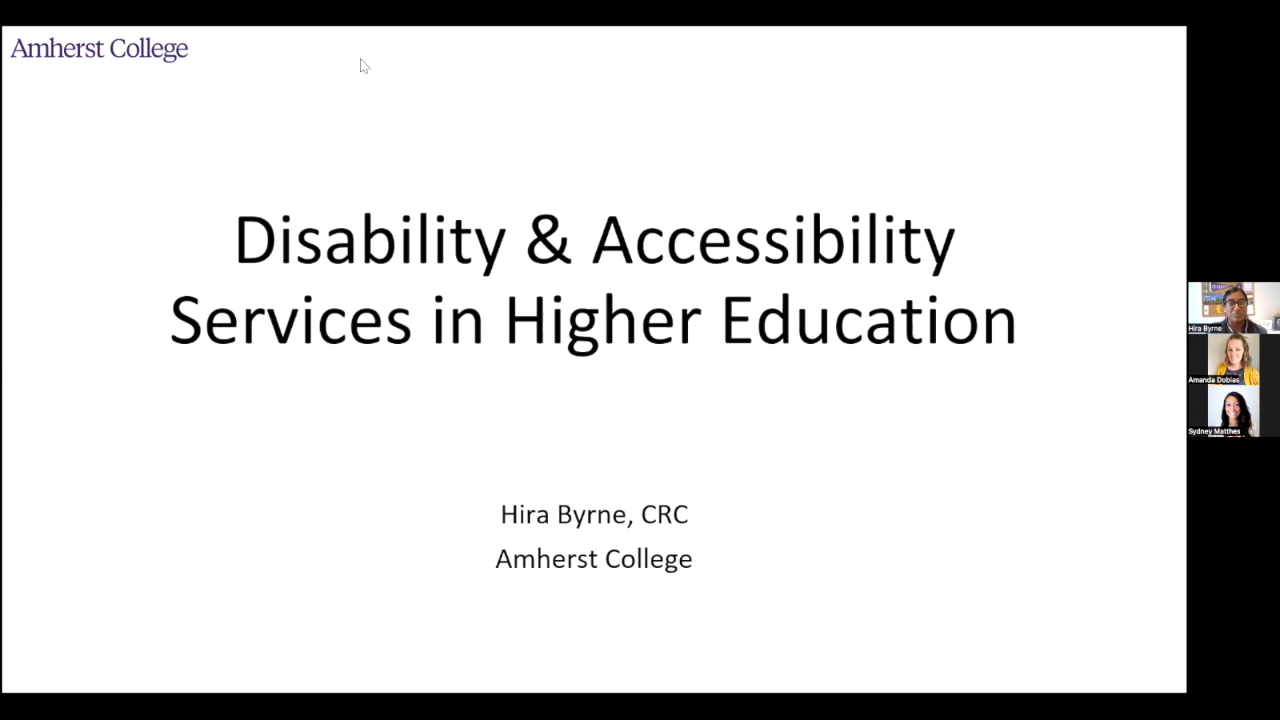 Amherst College
Disability & Accessibility
Services in Higher Education
Hira Byrne, CRC
Amherst College
Hira Byrne
Amanda Dobias
Sydney Matthes